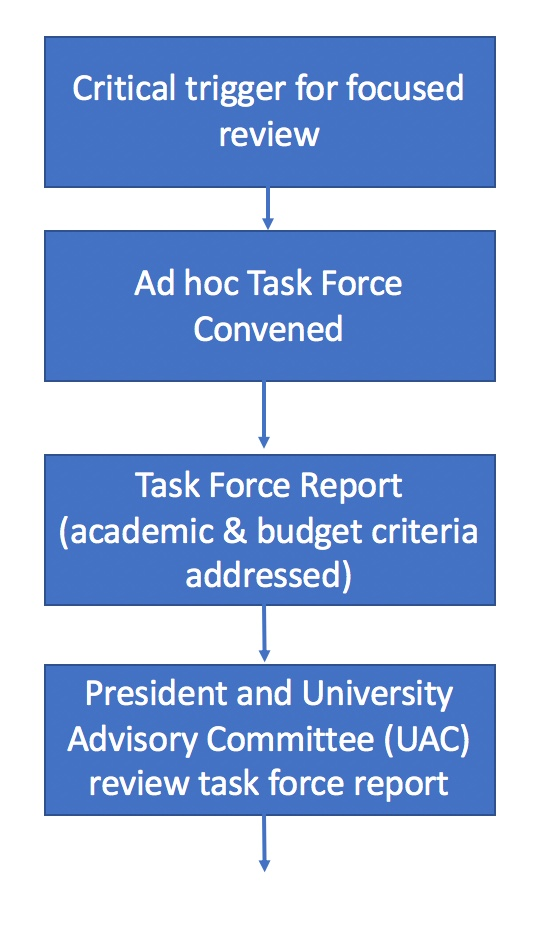 Critical trigger for focused
review
Ad hoc Task Force
Convened
Task Force Report
(academic & budget criteria
addressed)
President and University
Advisory Committee (UAC)
review task force report